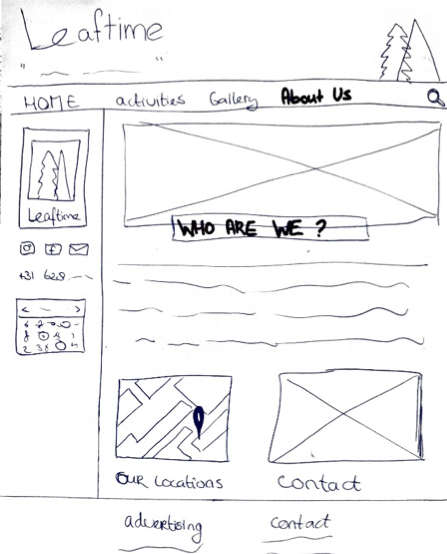 Leaftime
HOME activities Gallery About Us
Leaftime
WHO ARE WE ?
+31 628
OUR Locations
Contact
advertising
contact